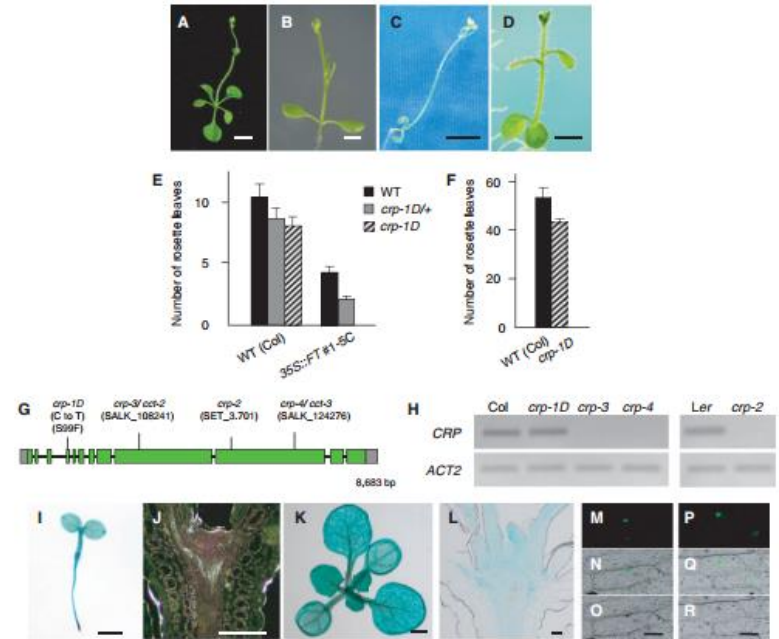 A B C D
E
Number of rosette leaves
10
5
0
WT (Col)
35S::FT #1-5C
WT
crp-1D/+
crp-1D
F
Number of rosette leaves
60
40
20
0
WT (Col)
crp-1D
G
crp-1D
(C to T)
(S99F)
crp-3/cct-2
(SALK_108241)
crp-2
(SET_3.701)
crp-4/cct-3
(SALK_124276)
8,683 bp
H
Col crp-1D crp-3 crp-4 Ler crp-2
CRP
ACT2
I J K L M P
N Q
O R